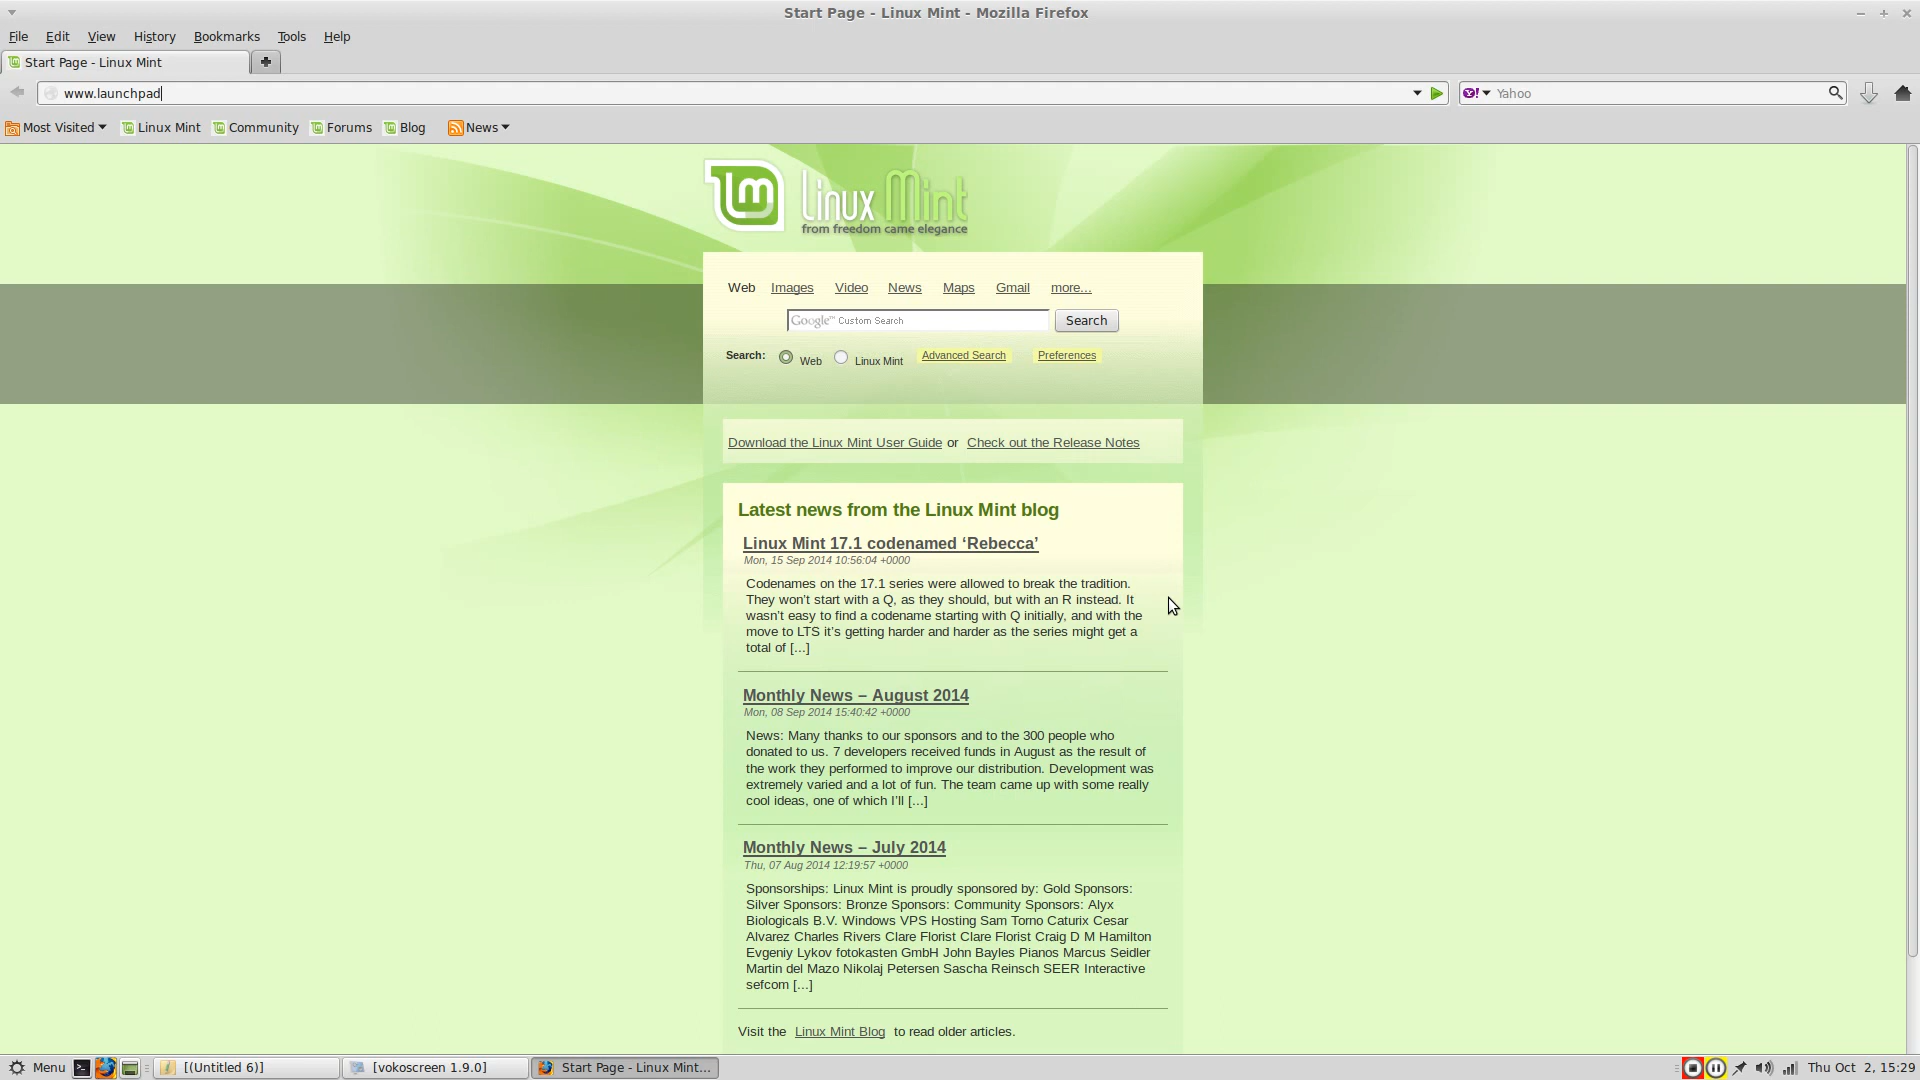 Start Page - Linux Mint - Mozilla Firefox
File Edit View History Bookmarks Tools Help
Start Page - Linux Mint
www.launchpad
Y! Yahoo
Most Visited Linux Mint Community Forums Blog News
Linux Mint
from freedom came elegance
Web Images Video News Maps Gmail more...
Google™ Custom Search Search
Search: Web Linux Mint Advanced Search Preferences
Download the Linux Mint User Guide or Check out the Release Notes
Latest news from the Linux Mint blog
Linux Mint 17.1 codenamed ‘Rebecca’
Mon, 15 Sep 2014 10:56:04 +0000
Codenames on the 17.1 series were allowed to break the tradition.
They won’t start with a Q, as they should, but with an R instead. It
wasn’t easy to find a codename starting with Q initially, and with the
move to LTS it’s getting harder and harder as the series might get a
total of [...]
Monthly News – August 2014
Mon, 08 Sep 2014 15:40:42 +0000
News: Many thanks to our sponsors and to the 300 people who
donated to us. 7 developers received funds in August as the result of
the work they performed to improve our distribution. Development was
extremely varied and a lot of fun. The team came up with some really
cool ideas, one of which I’ll [...]
Monthly News – July 2014
Thu, 07 Aug 2014 12:19:57 +0000
Sponsorships: Linux Mint is proudly sponsored by: Gold Sponsors:
Silver Sponsors: Bronze Sponsors: Community Sponsors: Alyx
Biologicals B.V. Windows VPS Hosting Sam Torno Caturix Cesar
Alvarez Charles Rivers Clare Florist Clare Florist Craig D M Hamilton
Evgeniy Lykov fotokasten GmbH John Bayles Pianos Marcus Seidler
Martin del Mazo Nikolaj Petersen Sascha Reinsch SEER Interactive
sefcom [...]
Visit the Linux Mint Blog to read older articles.
Menu [(Untitled 6)] [vokoscreen 1.9.0] Start Page - Linux Mint... Thu Oct 2, 15:29